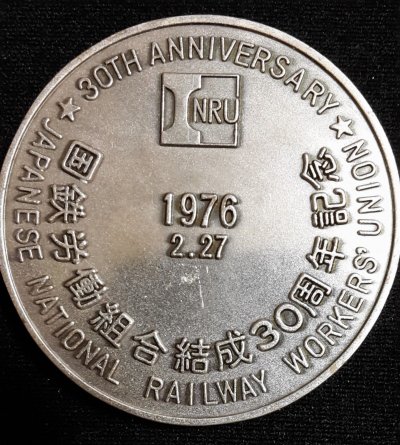 ★ 30TH ANNIVERSARY ★
NRU
1976
2.27
国鉄労働組合結成30周年記念
JAPANESE NATIONAL RAILWAY WORKERS' UNION